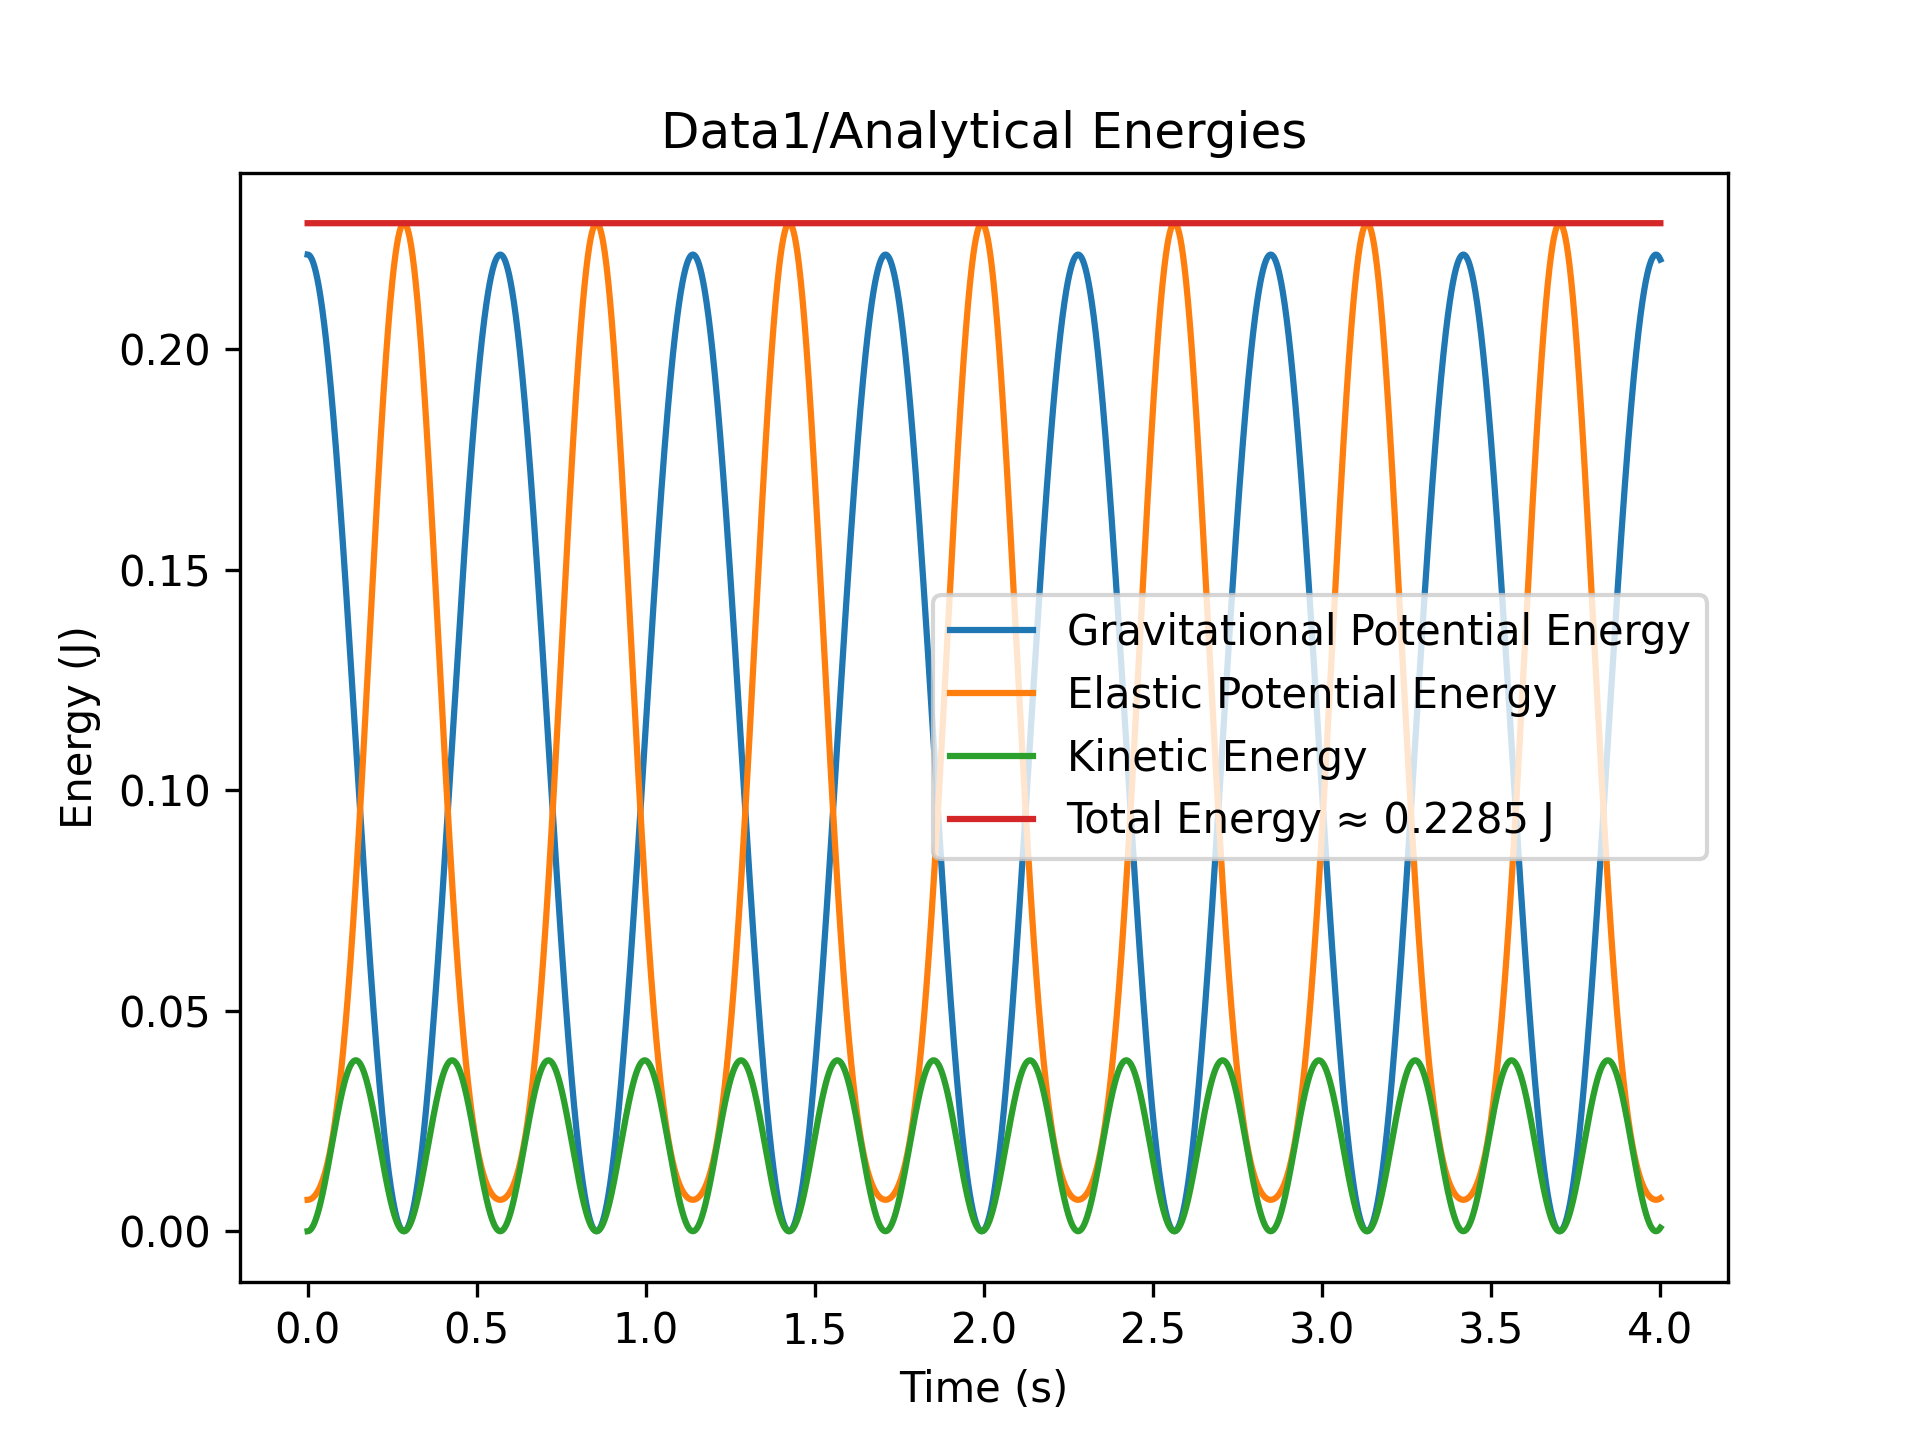 Data1/Analytical Energies
Energy (J)
0.20
0.15
0.10
0.05
0.00
Gravitational Potential Energy
Elastic Potential Energy
Kinetic Energy
Total Energy ≈ 0.2285 J
0.0 0.5 1.0 1.5 2.0 2.5 3.0 3.5 4.0
Time (s)